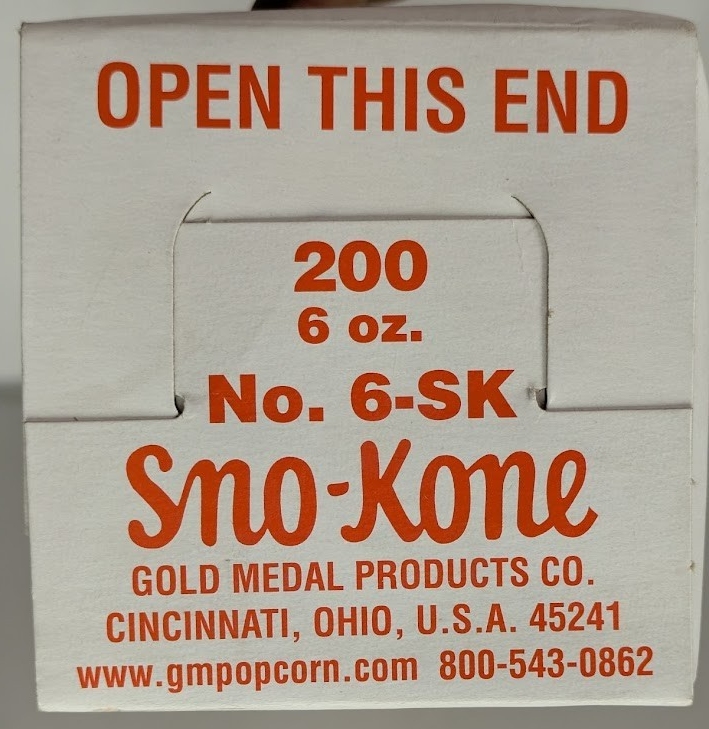 OPEN THIS END
200
6 oz.
No. 6-SK
Sno-Kone
GOLD MEDAL PRODUCTS CO.
CINCINNATI, OHIO, U.S.A. 45241
www.gmpopcorn.com 800-543-0862